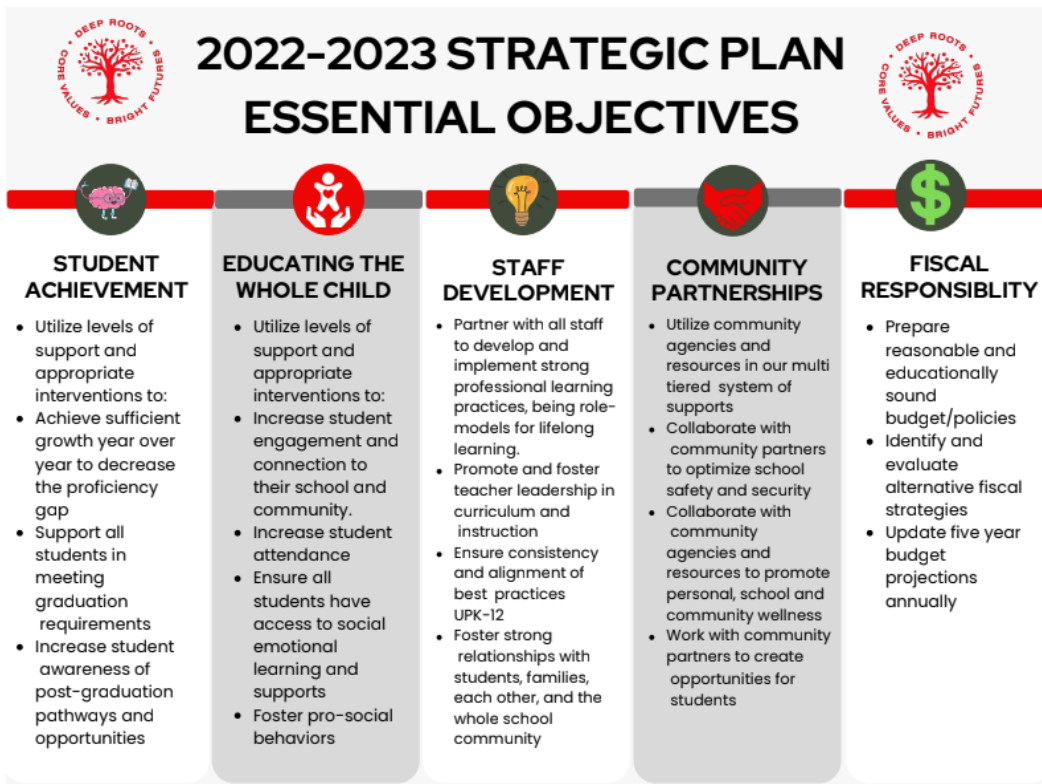 DEEP ROOTS • BRIGHT FUTURES • CORE VALUES •
2022-2023 STRATEGIC PLAN
ESSENTIAL OBJECTIVES
DEEP ROOTS • BRIGHT FUTURES • CORE VALUES •
STUDENT
ACHIEVEMENT
• Utilize levels of
support and
appropriate
interventions to:
• Achieve sufficient
growth year over
year to decrease
the proficiency
gap
• Support all
students in
meeting
graduation
requirements
• Increase student
awareness of
post-graduation
pathways and
opportunities
EDUCATING THE
WHOLE CHILD
• Utilize levels of
support and
appropriate
interventions to:
• Increase student
engagement and
connection to
their school and
community.
• Increase student
attendance
• Ensure all
students have
access to social
emotional
learning and
supports
• Foster pro-social
behaviors
STAFF
DEVELOPMENT
• Partner with all staff
to develop and
implement strong
professional learning
practices, being role-
models for lifelong
learning.
• Promote and foster
teacher leadership in
curriculum and
instruction
• Ensure consistency
and alignment of
best practices
UPK-12
• Foster strong
relationships with
students, families,
each other, and the
whole school
community
COMMUNITY
PARTNERSHIPS
• Utilize community
agencies and
resources in our multi
tiered system of
supports
• Collaborate with
community partners
to optimize school
safety and security
• Collaborate with
community
agencies and
resources to promote
personal, school and
community wellness
• Work with community
partners to create
opportunities for
students
FISCAL
RESPONSIBLITY
• Prepare
reasonable and
educationally
sound
budget/policies
• Identify and
evaluate
alternative fiscal
strategies
• Update five year
budget
projections
annually